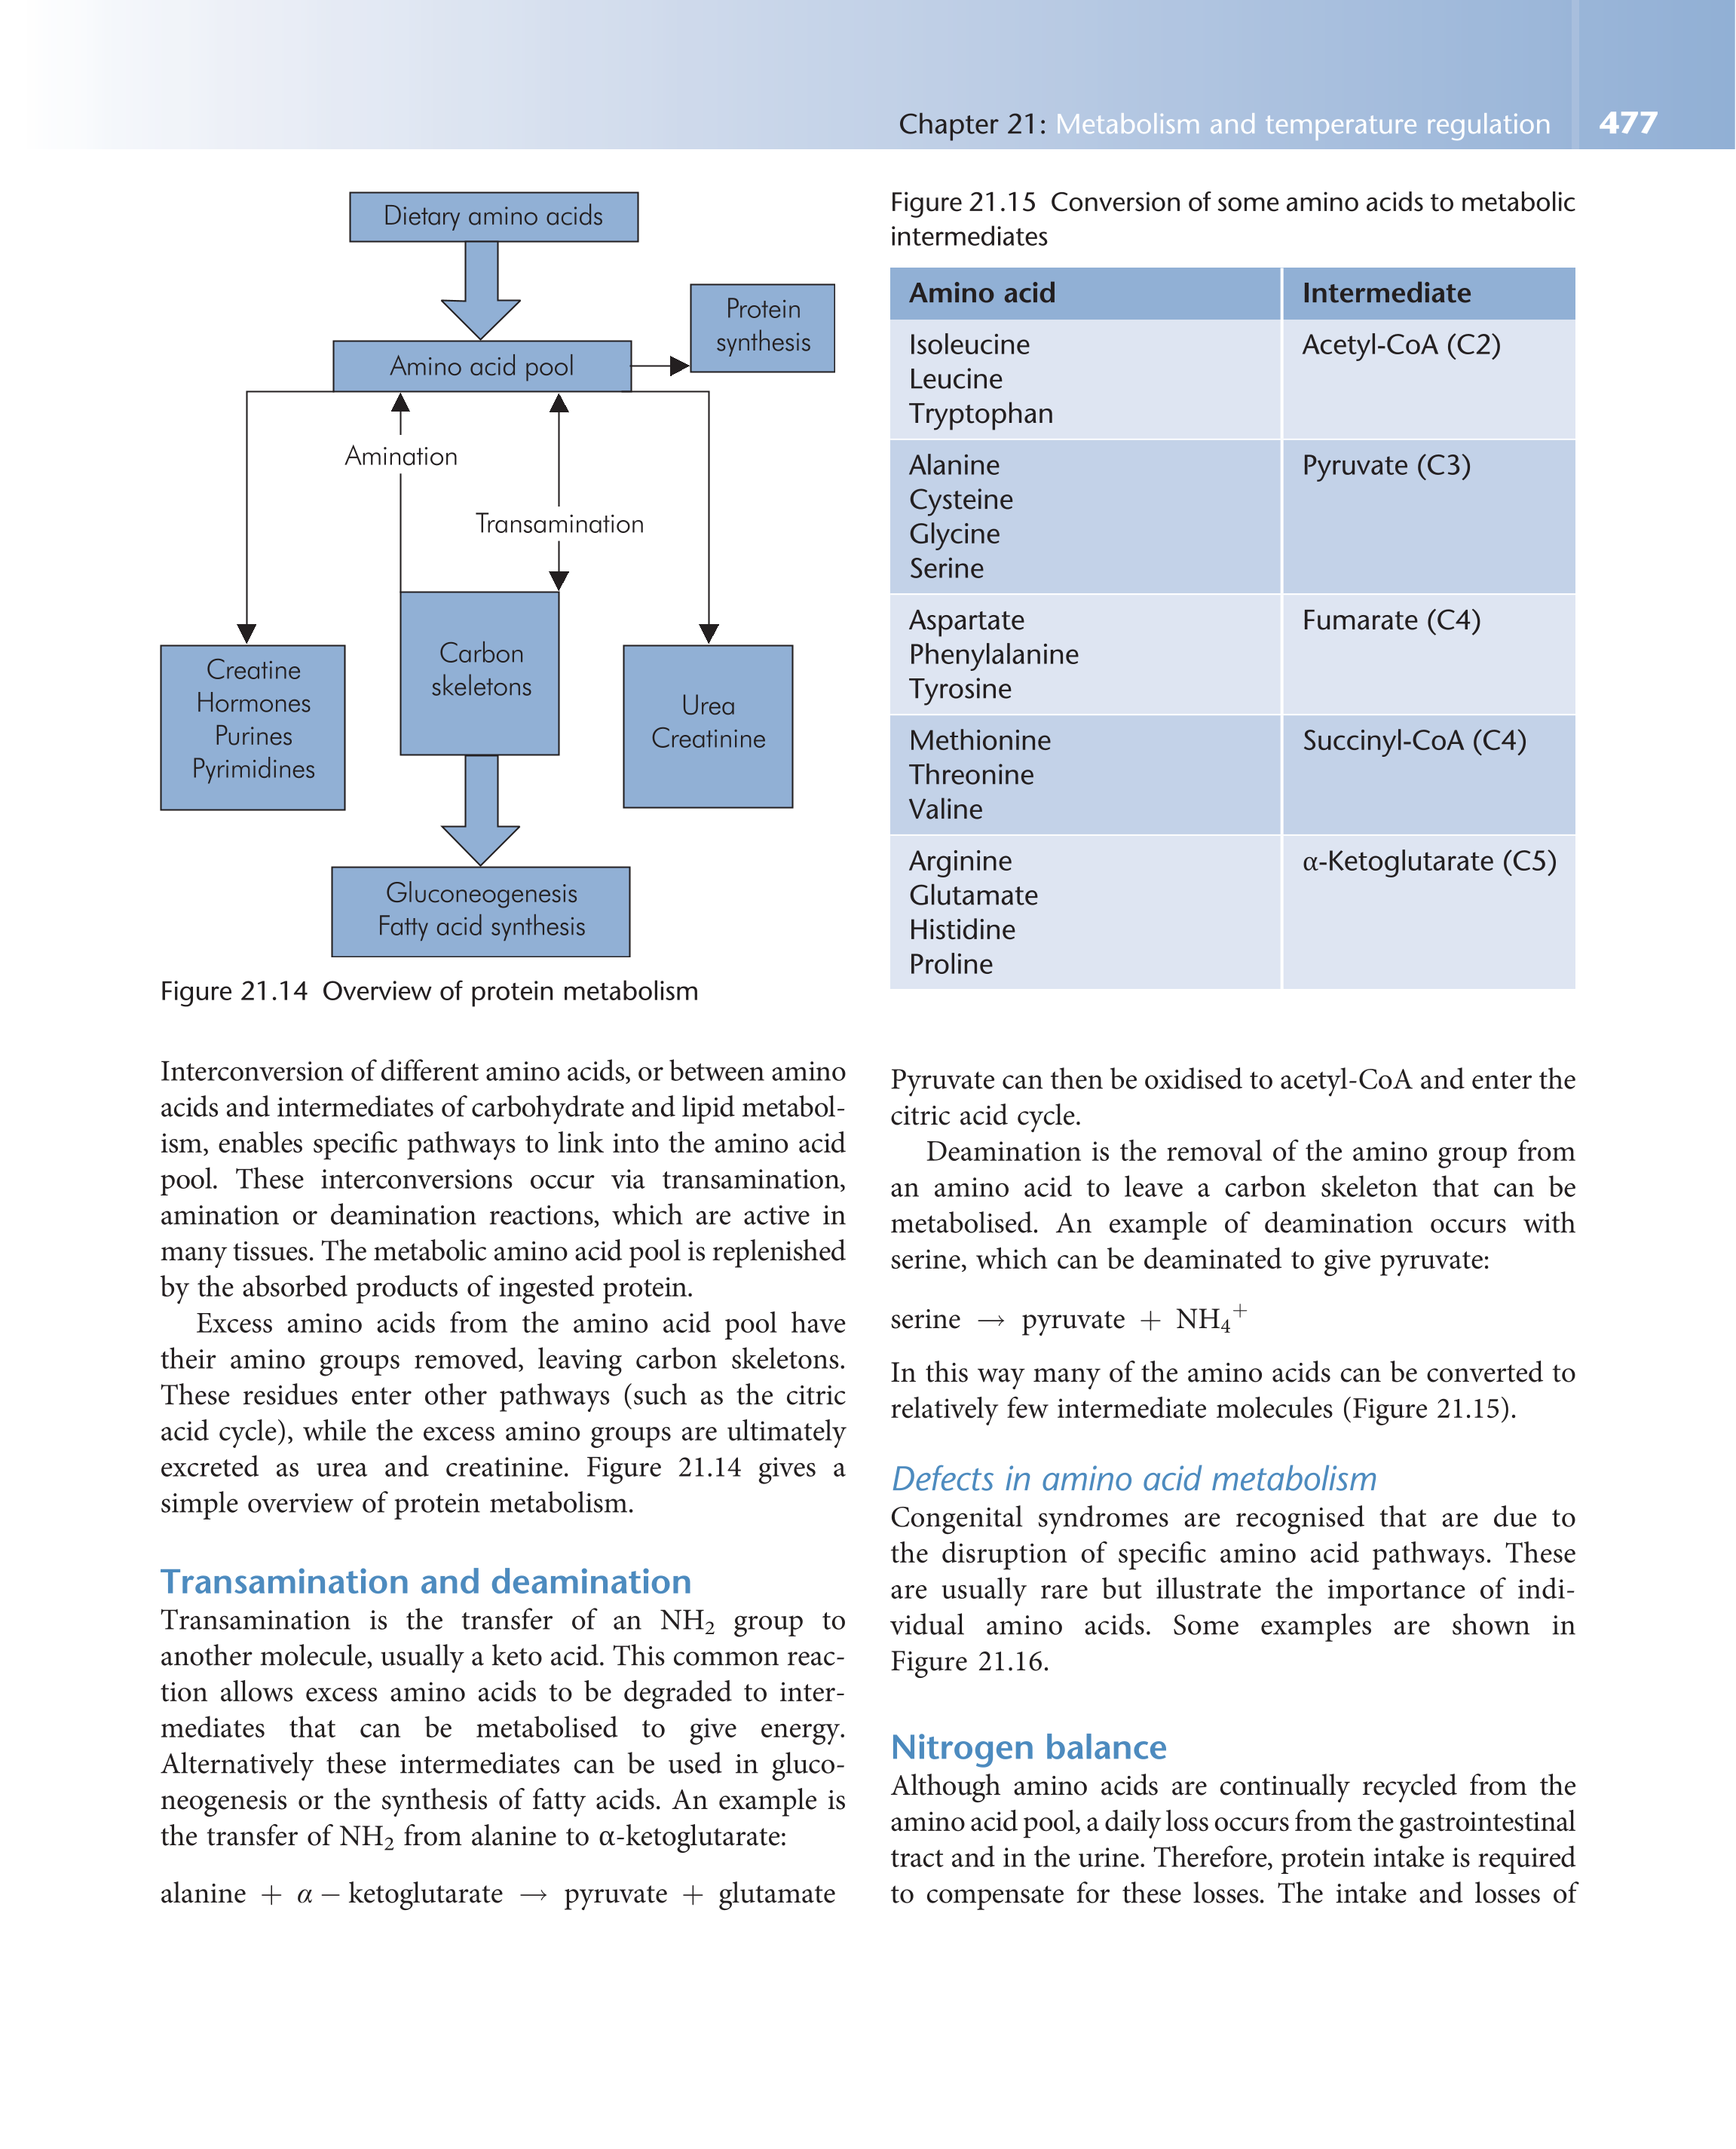 Chapter 21: Metabolism and temperature regulation 477
Dietary amino acids
Protein
synthesis
Amino acid pool
Amination
Transamination
Creatine
Hormones
Purines
Pyrimidines
Carbon
skeletons
Urea
Creatinine
Gluconeogenesis
Fatty acid synthesis
Figure 21.14 Overview of protein metabolism
Interconversion of different amino acids, or between amino
acids and intermediates of carbohydrate and lipid metabol-
ism, enables specific pathways to link into the amino acid
pool. These interconversions occur via transamination,
amination or deamination reactions, which are active in
many tissues. The metabolic amino acid pool is replenished
by the absorbed products of ingested protein.
Excess amino acids from the amino acid pool have
their amino groups removed, leaving carbon skeletons.
These residues enter other pathways (such as the citric
acid cycle), while the excess amino groups are ultimately
excreted as urea and creatinine. Figure 21.14 gives a
simple overview of protein metabolism.
Transamination and deamination
Transamination is the transfer of an NH₂ group to
another molecule, usually a keto acid. This common reac-
tion allows excess amino acids to be degraded to inter-
mediates that can be metabolised to give energy.
Alternatively these intermediates can be used in gluco-
neogenesis or the synthesis of fatty acids. An example is
the transfer of NH₂ from alanine to α-ketoglutarate:
alanine + α − ketoglutarate → pyruvate + glutamate
Figure 21.15 Conversion of some amino acids to metabolic
intermediates
Amino acid Intermediate
Isoleucine Acetyl-CoA (C2)
Leucine
Tryptophan
Alanine Pyruvate (C3)
Cysteine
Glycine
Serine
Aspartate Fumarate (C4)
Phenylalanine
Tyrosine
Methionine Succinyl-CoA (C4)
Threonine
Valine
Arginine α-Ketoglutarate (C5)
Glutamate
Histidine
Proline
Pyruvate can then be oxidised to acetyl-CoA and enter the
citric acid cycle.
Deamination is the removal of the amino group from
an amino acid to leave a carbon skeleton that can be
metabolised. An example of deamination occurs with
serine, which can be deaminated to give pyruvate:
serine → pyruvate + NH₄⁺
In this way many of the amino acids can be converted to
relatively few intermediate molecules (Figure 21.15).
Defects in amino acid metabolism
Congenital syndromes are recognised that are due to
the disruption of specific amino acid pathways. These
are usually rare but illustrate the importance of indi-
vidual amino acids. Some examples are shown in
Figure 21.16.
Nitrogen balance
Although amino acids are continually recycled from the
amino acid pool, a daily loss occurs from the gastrointestinal
tract and in the urine. Therefore, protein intake is required
to compensate for these losses. The intake and losses of